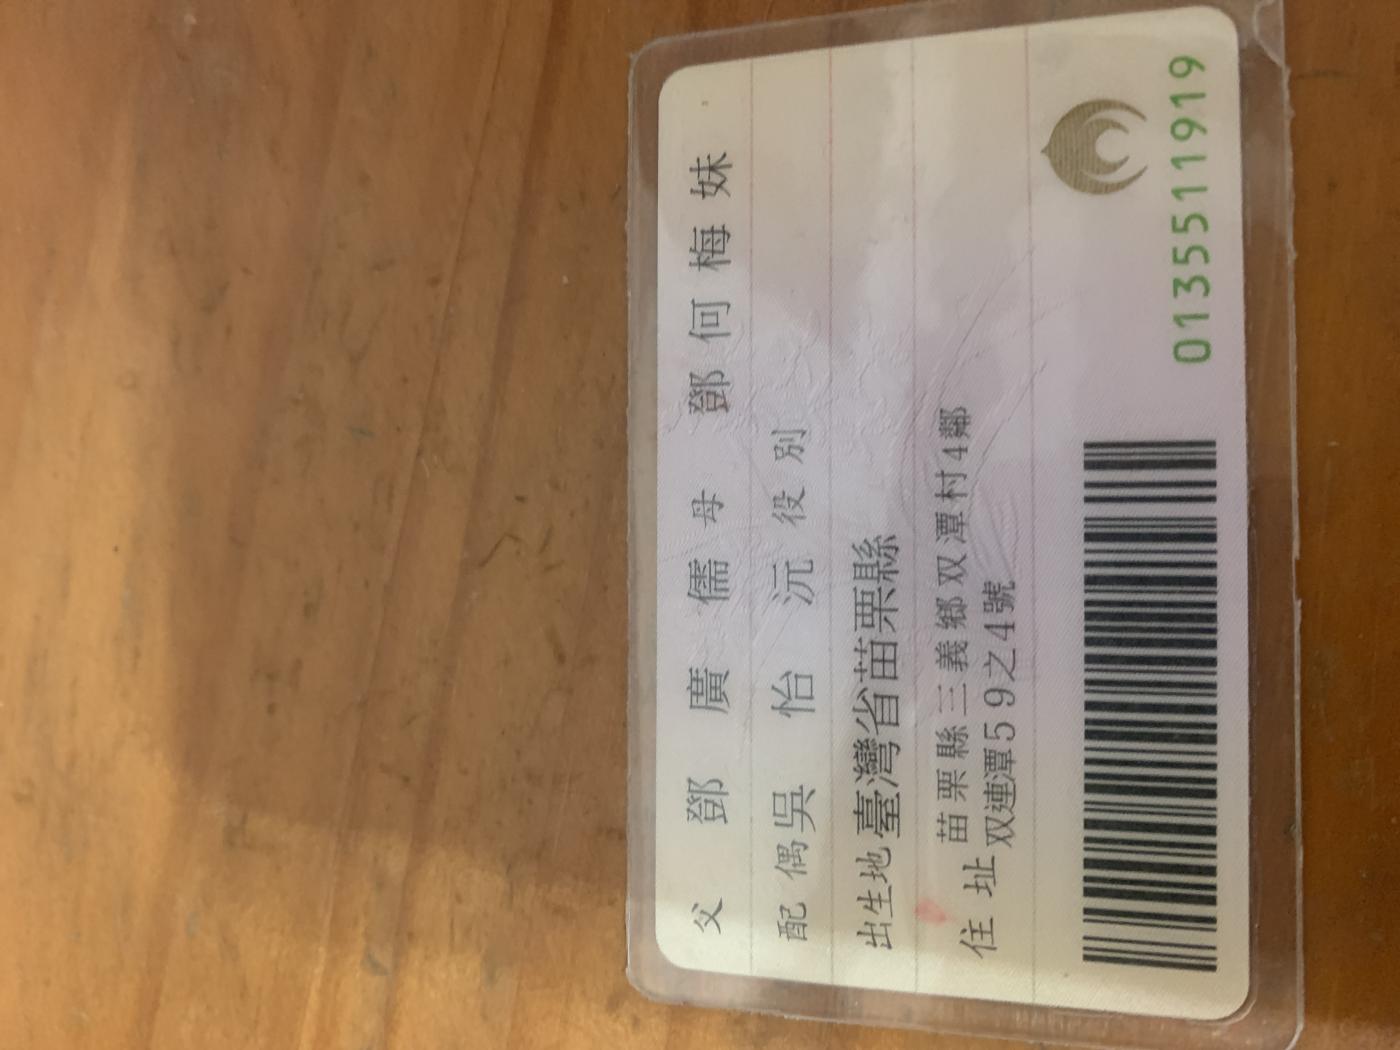 父 鄧廣儒 母 鄧何梅妹
配偶 吳怡沅 役別
出生地 臺灣省苗栗縣
住址 苗栗縣三義鄉双潭村4鄰
双連潭59之4號
0135511919